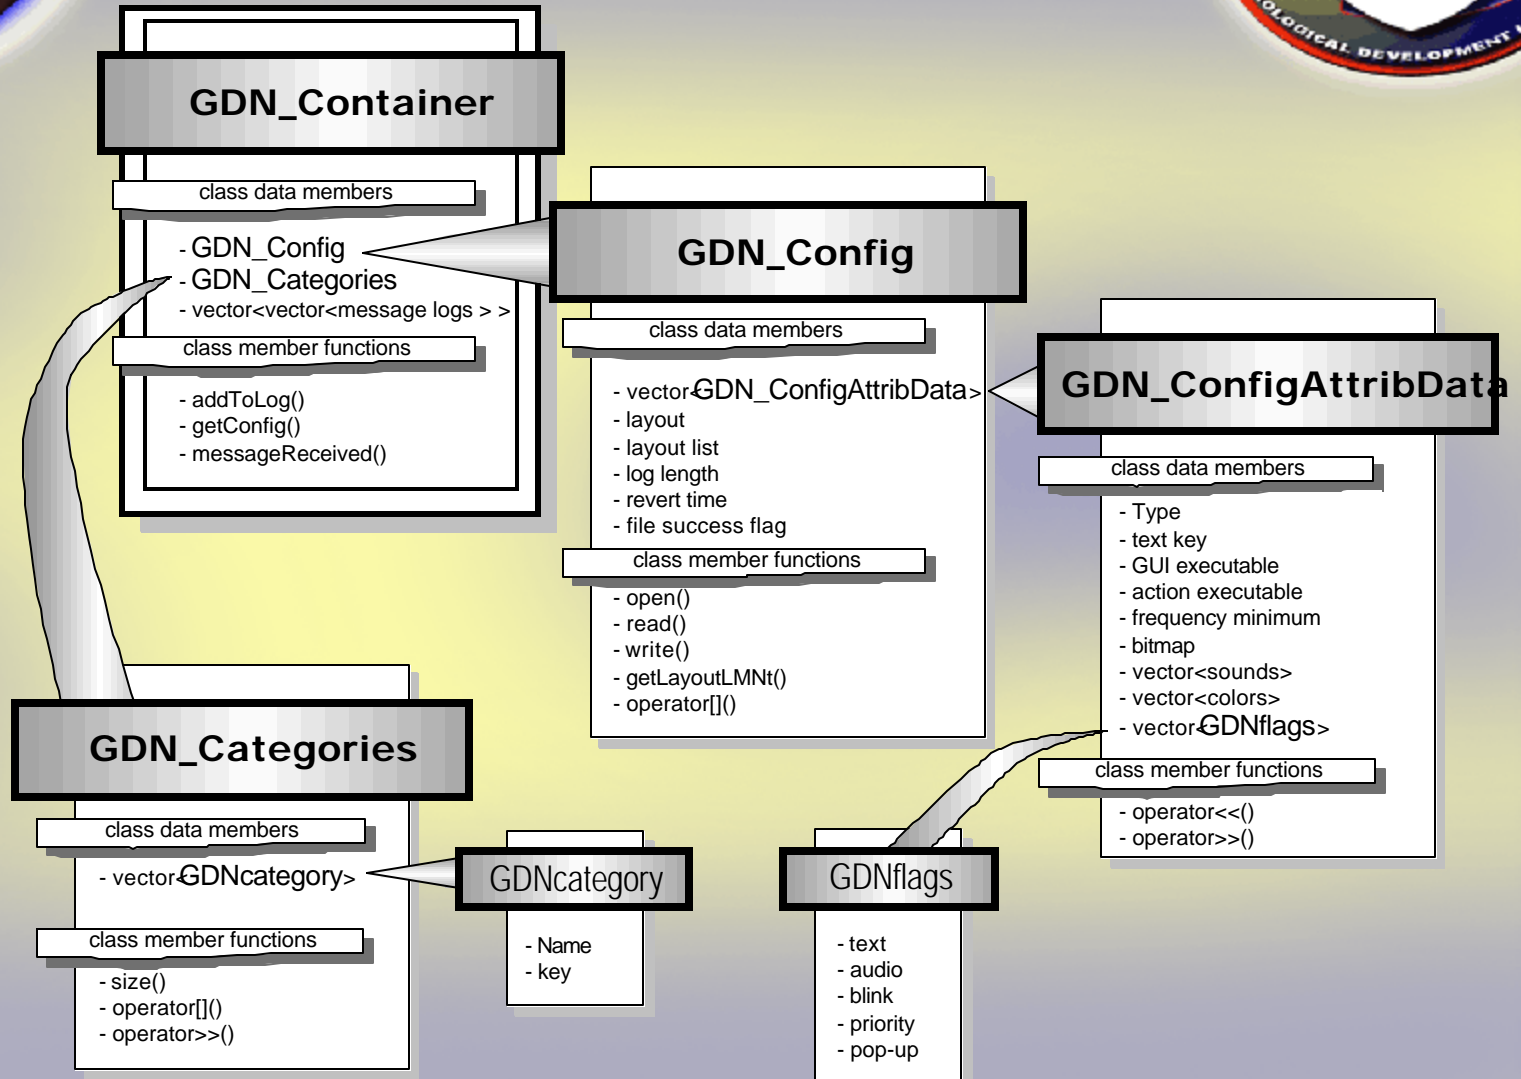 OLOGICAL DEVELOPMENT
GDN_Container
class data members
- GDN_Config
- GDN_Categories
- vector<vector<message logs > >
class member functions
- addToLog()
- getConfig()
- messageReceived()
GDN_Config
class data members
- vector<GDN_ConfigAttribData>
- layout
- layout list
- log length
- revert time
- file success flag
class member functions
- open()
- read()
- write()
- getLayoutLMNt()
- operator[]()
GDN_ConfigAttribData
class data members
- Type
- text key
- GUI executable
- action executable
- frequency minimum
- bitmap
- vector<sounds>
- vector<colors>
- vector<GDNflags>
class member functions
- operator<<()
- operator>>()
GDN_Categories
class data members
- vector<GDNcategory>
class member functions
- size()
- operator[]()
- operator>>()
GDNcategory
- Name
- key
GDNflags
- text
- audio
- blink
- priority
- pop-up